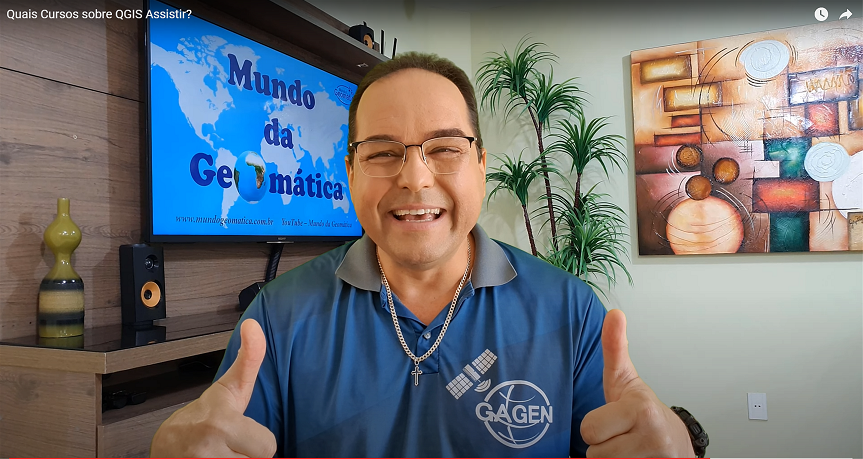 Quais Cursos sobre QGIS Assistir?
Mundo
da
Geomática
www.mundogeomatica.com.br YouTube - Mundo da Geomática
GAGEN